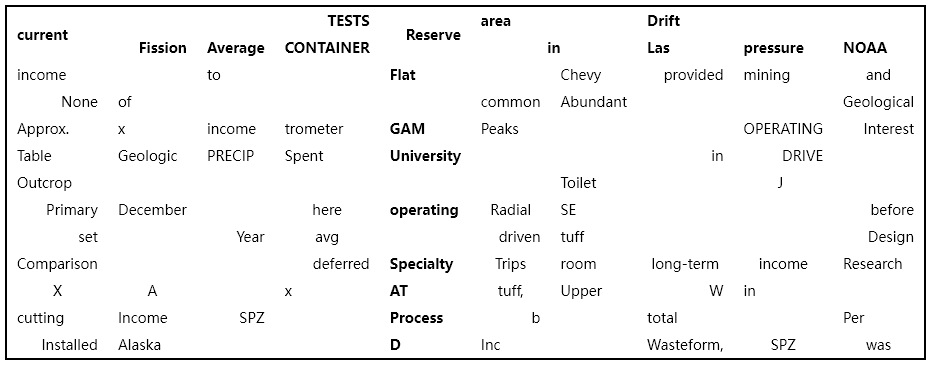 TESTS area Drift
current Reserve
Fission Average CONTAINER in Las pressure NOAA
income to Flat Chevy provided mining and
None of common Abundant Geological
Approx. x income trometer GAM Peaks OPERATING Interest
Table Geologic PRECIP Spent University in DRIVE
Outcrop Toilet J
Primary December here operating Radial SE before
set Year avg driven tuff Design
Comparison deferred Specialty Trips room long-term income Research
X A x AT tuff, Upper W in
cutting Income SPZ Process b total Per
Installed Alaska D Inc Wasteform, SPZ was